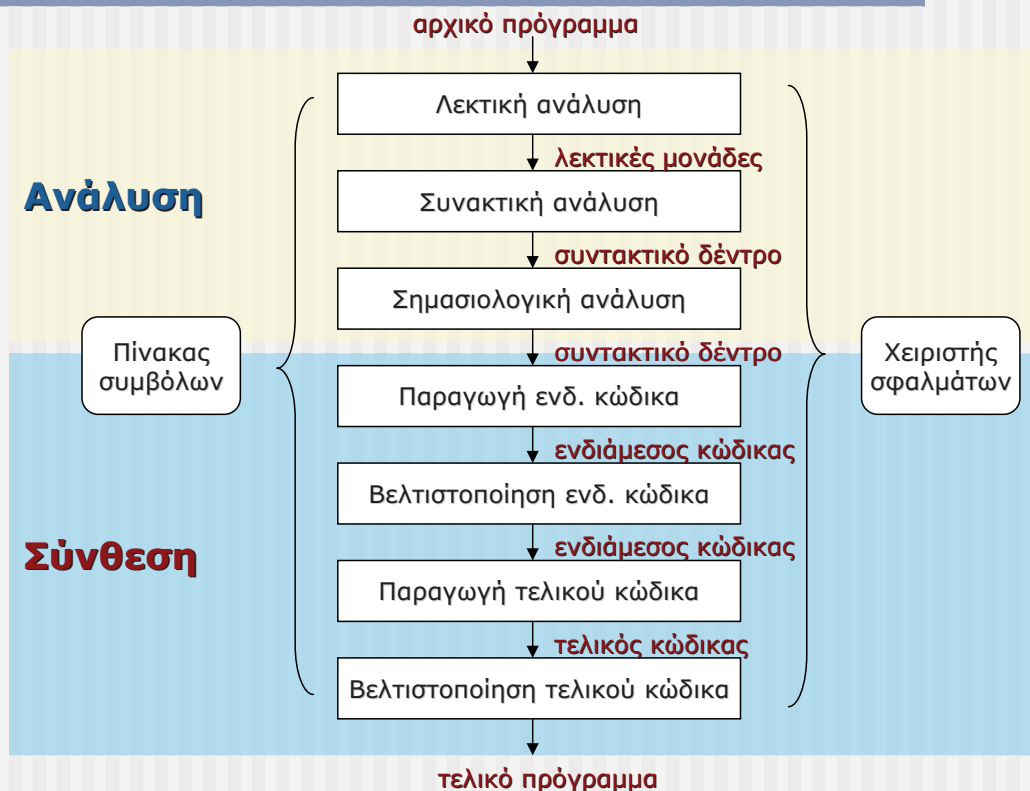 αρχικό πρόγραμμα
Λεκτική ανάλυση
λεκτικές μονάδες
Ανάλυση
Συνακτική ανάλυση
συντακτικό δέντρο
Σημασιολογική ανάλυση
Πίνακας
συμβόλων
συντακτικό δέντρο
Χειριστής
σφαλμάτων
Παραγωγή ενδ. κώδικα
ενδιάμεσος κώδικας
Βελτιστοποίηση ενδ. κώδικα
Σύνθεση
ενδιάμεσος κώδικας
Παραγωγή τελικού κώδικα
τελικός κώδικας
Βελτιστοποίηση τελικού κώδικα
τελικό πρόγραμμα